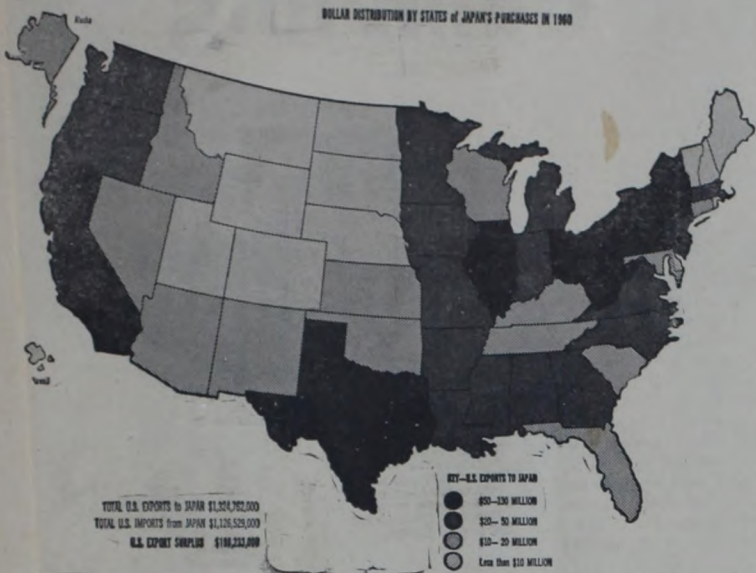 DOLLAR DISTRIBUTION BY STATES of JAPAN'S PURCHASES IN 1960
Alaska
Hawaii
TOTAL U.S. EXPORTS to JAPAN $1,324,762,000
TOTAL U.S. IMPORTS from JAPAN $1,126,529,000
U.S. EXPORT SURPLUS $198,233,000
KEY—U.S. EXPORTS TO JAPAN
$50—130 MILLION
$20— 50 MILLION
$10— 20 MILLION
Less than $10 MILLION